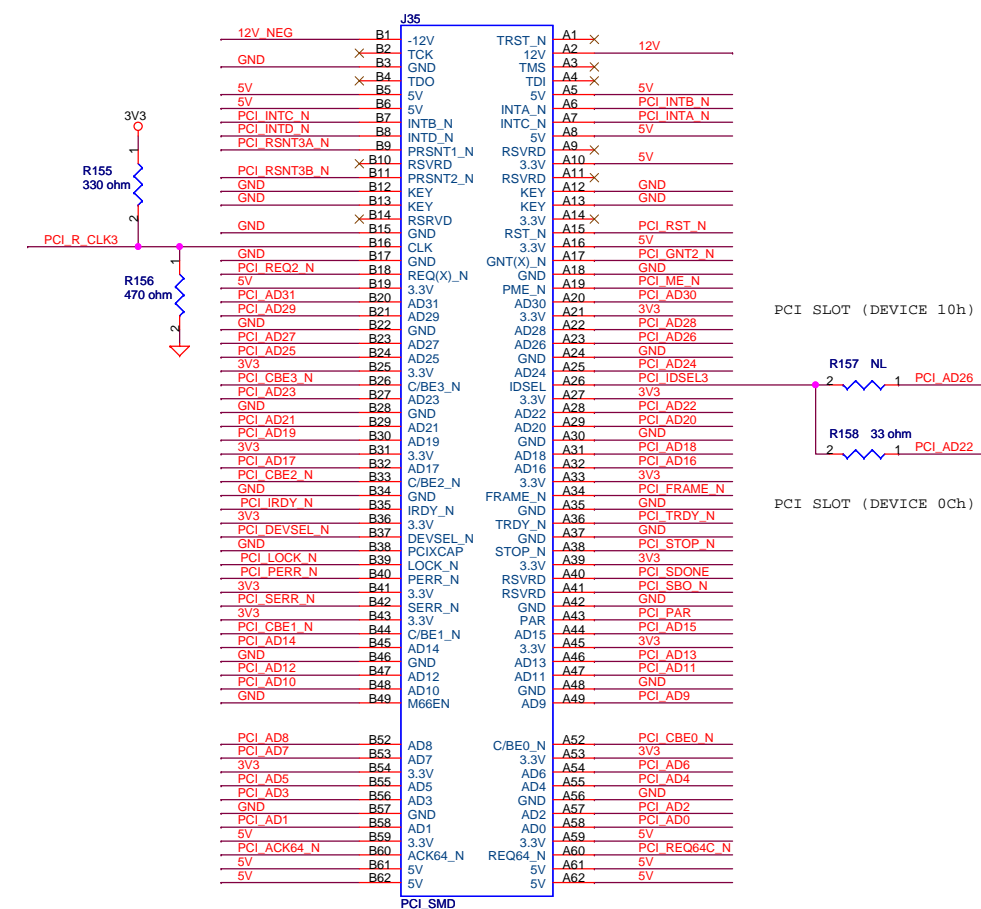 J35
12V_NEG B1 -12V TRST_N A1
B2 TCK 12V A2 12V
GND B3 GND TMS A3
B4 TDO TDI A4
5V B5 5V 5V A5 5V
5V B6 5V INTA_N A6 PCI_INTB_N
PCI_INTC_N B7 INTB_N INTC_N A7 PCI_INTA_N
PCI_INTD_N B8 INTD_N 5V A8 5V
PCI_RSNT3A_N B9 PRSNT1_N RSVRD A9
B10 RSVRD 3.3V A10 5V
PCI_RSNT3B_N B11 PRSNT2_N RSVRD A11
GND B12 KEY KEY A12 GND
GND B13 KEY KEY A13 GND
B14 RSRVD 3.3V A14
GND B15 GND RST_N A15 PCI_RST_N
PCI_R_CLK3 B16 CLK 3.3V A16 5V
GND B17 GND GNT(X)_N A17 PCI_GNT2_N
PCI_REQ2_N B18 REQ(X)_N GND A18 GND
5V B19 3.3V PME_N A19 PCI_ME_N
PCI_AD31 B20 AD31 AD30 A20 PCI_AD30
PCI_AD29 B21 AD29 3.3V A21 3V3
GND B22 GND AD28 A22 PCI_AD28
PCI_AD27 B23 AD27 AD26 A23 PCI_AD26
PCI_AD25 B24 AD25 GND A24 GND
3V3 B25 3.3V AD24 A25 PCI_AD24
PCI_CBE3_N B26 C/BE3_N IDSEL A26 PCI_IDSEL3
PCI_AD23 B27 AD23 3.3V A27 3V3
GND B28 GND AD22 A28 PCI_AD22
PCI_AD21 B29 AD21 AD20 A29 PCI_AD20
PCI_AD19 B30 AD19 GND A30 GND
3V3 B31 3.3V AD18 A31 PCI_AD18
PCI_AD17 B32 AD17 AD16 A32 PCI_AD16
PCI_CBE2_N B33 C/BE2_N 3.3V A33 3V3
GND B34 GND FRAME_N A34 PCI_FRAME_N
PCI_IRDY_N B35 IRDY_N GND A35 GND
3V3 B36 3.3V TRDY_N A36 PCI_TRDY_N
PCI_DEVSEL_N B37 DEVSEL_N GND A37 GND
GND B38 PCIXCAP STOP_N A38 PCI_STOP_N
PCI_LOCK_N B39 LOCK_N 3.3V A39 3V3
PCI_PERR_N B40 PERR_N RSVRD A40 PCI_SDONE
3V3 B41 3.3V RSVRD A41 PCI_SBO_N
PCI_SERR_N B42 SERR_N GND A42 GND
3V3 B43 3.3V PAR A43 PCI_PAR
PCI_CBE1_N B44 C/BE1_N AD15 A44 PCI_AD15
PCI_AD14 B45 AD14 3.3V A45 3V3
GND B46 GND AD13 A46 PCI_AD13
PCI_AD12 B47 AD12 AD11 A47 PCI_AD11
PCI_AD10 B48 AD10 GND A48 GND
GND B49 M66EN AD9 A49 PCI_AD9
PCI_AD8 B52 AD8 C/BE0_N A52 PCI_CBE0_N
PCI_AD7 B53 AD7 3.3V A53 3V3
3V3 B54 3.3V AD6 A54 PCI_AD6
PCI_AD5 B55 AD5 AD4 A55 PCI_AD4
PCI_AD3 B56 AD3 GND A56 GND
GND B57 GND AD2 A57 PCI_AD2
PCI_AD1 B58 AD1 AD0 A58 PCI_AD0
5V B59 3.3V 3.3V A59 5V
PCI_ACK64_N B60 ACK64_N REQ64_N A60 PCI_REQ64C_N
5V B61 5V 5V A61 5V
5V B62 5V 5V A62 5V
PCI_SMD
3V3
1
R155
330 ohm
2
1
R156
470 ohm
2
PCI SLOT (DEVICE 10h)
R157 NL
2 1 PCI_AD26
R158 33 ohm
2 1 PCI_AD22
PCI SLOT (DEVICE 0Ch)